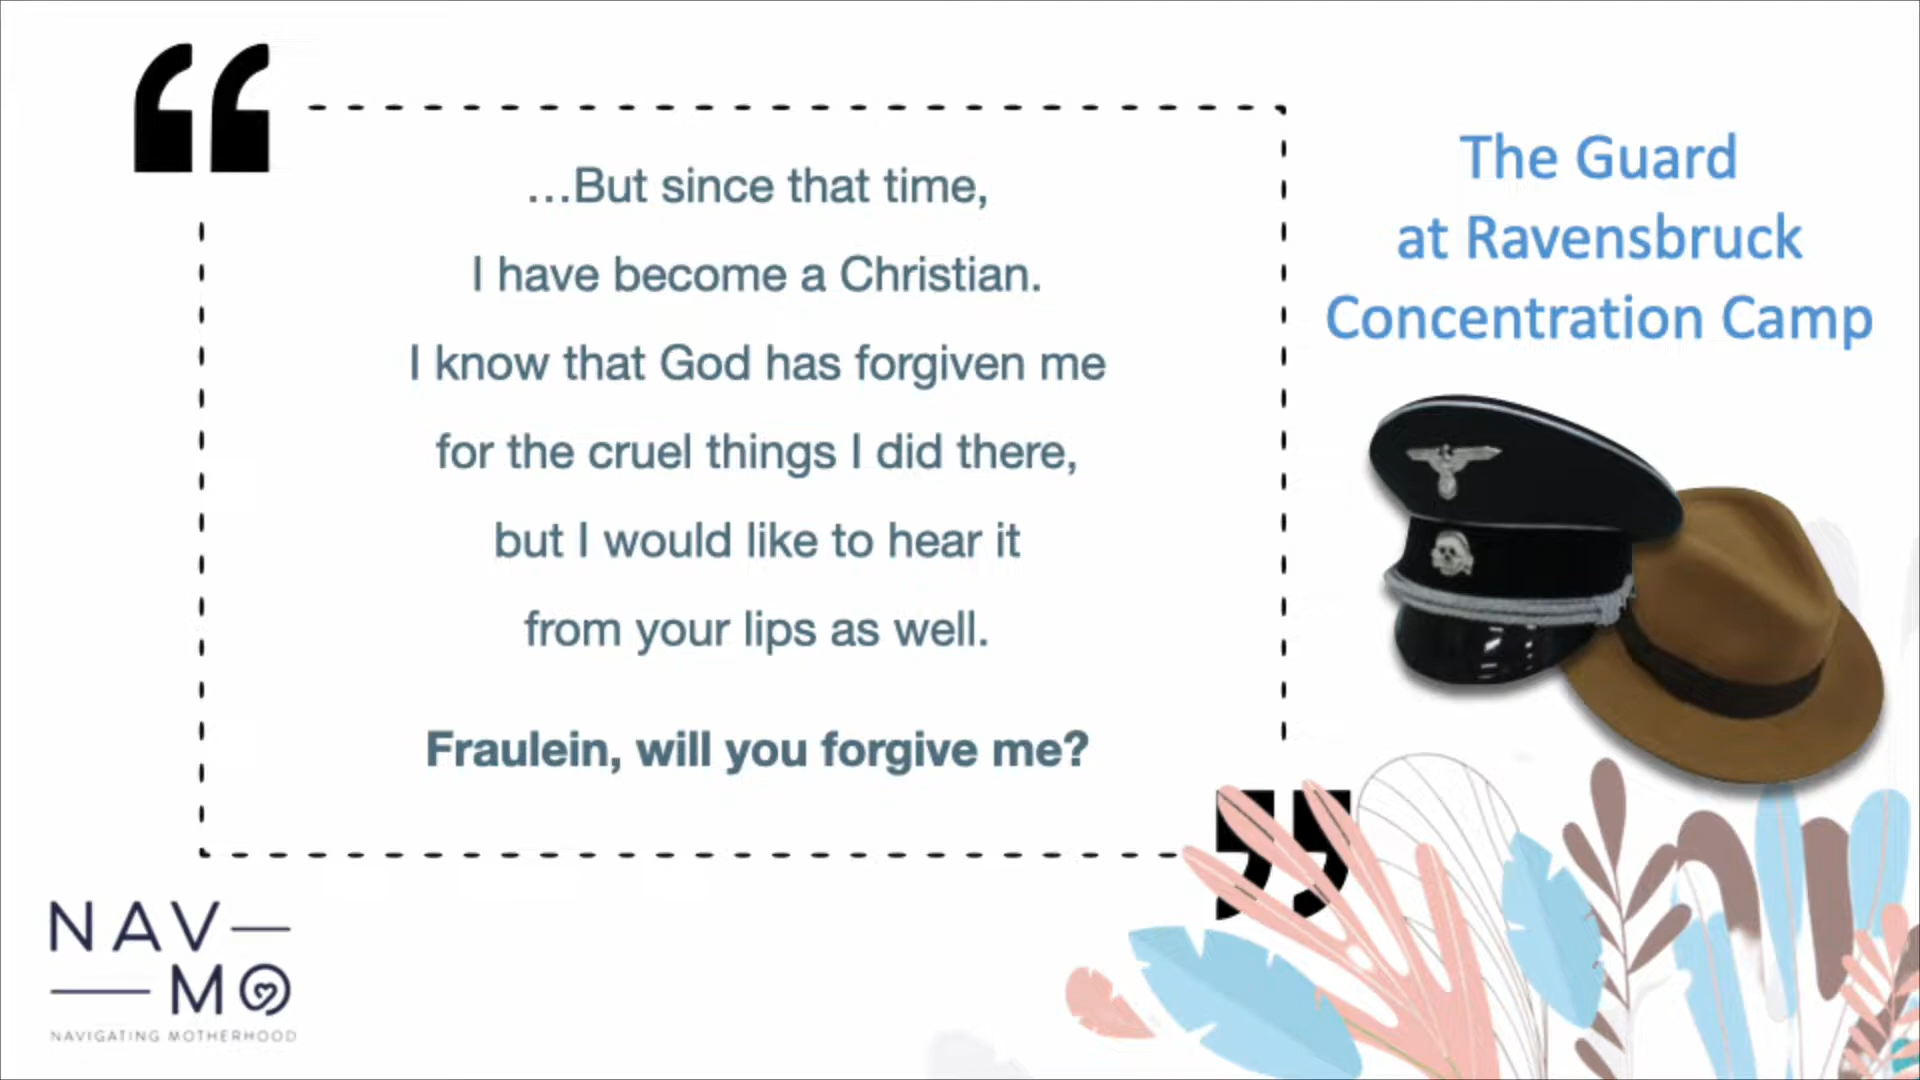 …But since that time,
I have become a Christian.
I know that God has forgiven me
for the cruel things I did there,
but I would like to hear it
from your lips as well.
Fraulein, will you forgive me?
The Guard
at Ravensbruck
Concentration Camp
NAV
MO
NAVIGATING MOTHERHOOD